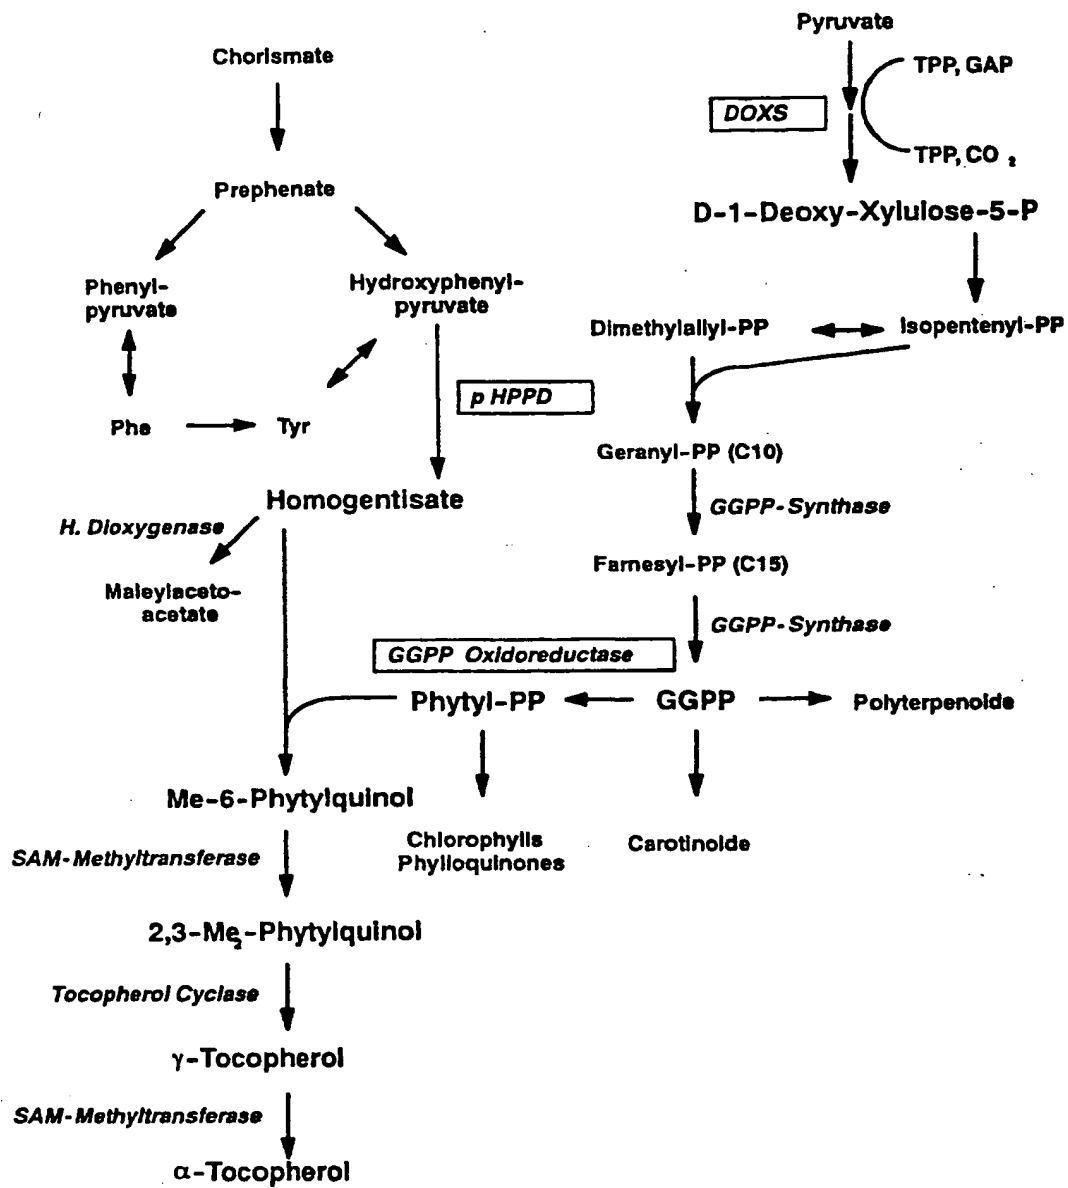 Chorismate
Prephenate
Phenyl-
pyruvate
Hydroxyphenyl-
pyruvate
Phe
Tyr
p HPPD
Homogentisate
H. Dioxygenase
Maleylaceto-
acetate
Pyruvate
TPP, GAP
DOXS
TPP, CO2
D-1-Deoxy-Xylulose-5-P
Dimethylallyl-PP
Isopentenyl-PP
Geranyl-PP (C10)
GGPP-Synthase
Farnesyl-PP (C15)
GGPP-Synthase
GGPP Oxidoreductase
Phytyl-PP
GGPP
Polyterpenoide
Chlorophylls
Phylloquinones
Carotinoide
Me-6-Phytylquinol
SAM-Methyltransferase
2,3-Me2-Phytylquinol
Tocopherol Cyclase
γ-Tocopherol
SAM-Methyltransferase
α-Tocopherol